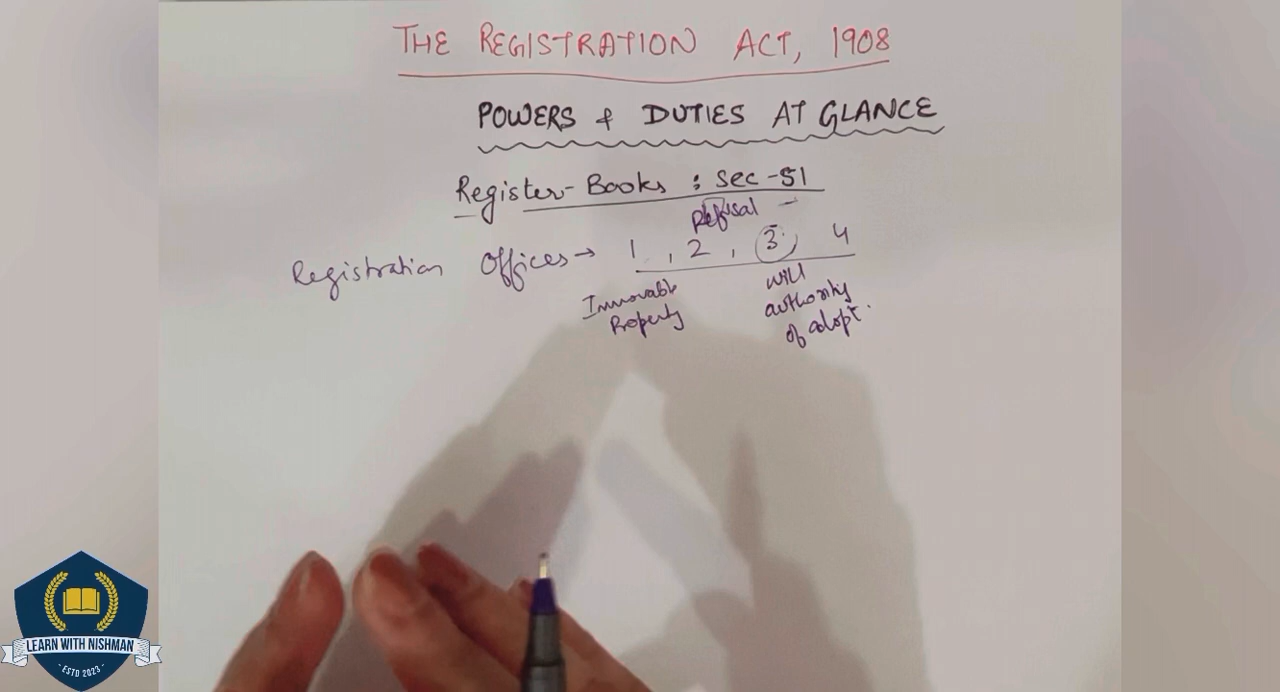 THE REGISTRATION ACT, 1908
POWERS & DUTIES AT GLANCE
Register-Books : Sec-51
Refusal
Registration Offices → 1, 2, 3, 4
Immovable
Property
will
authority
of adopt.
LEARN WITH NISHMAN
- ESTD 2023 -